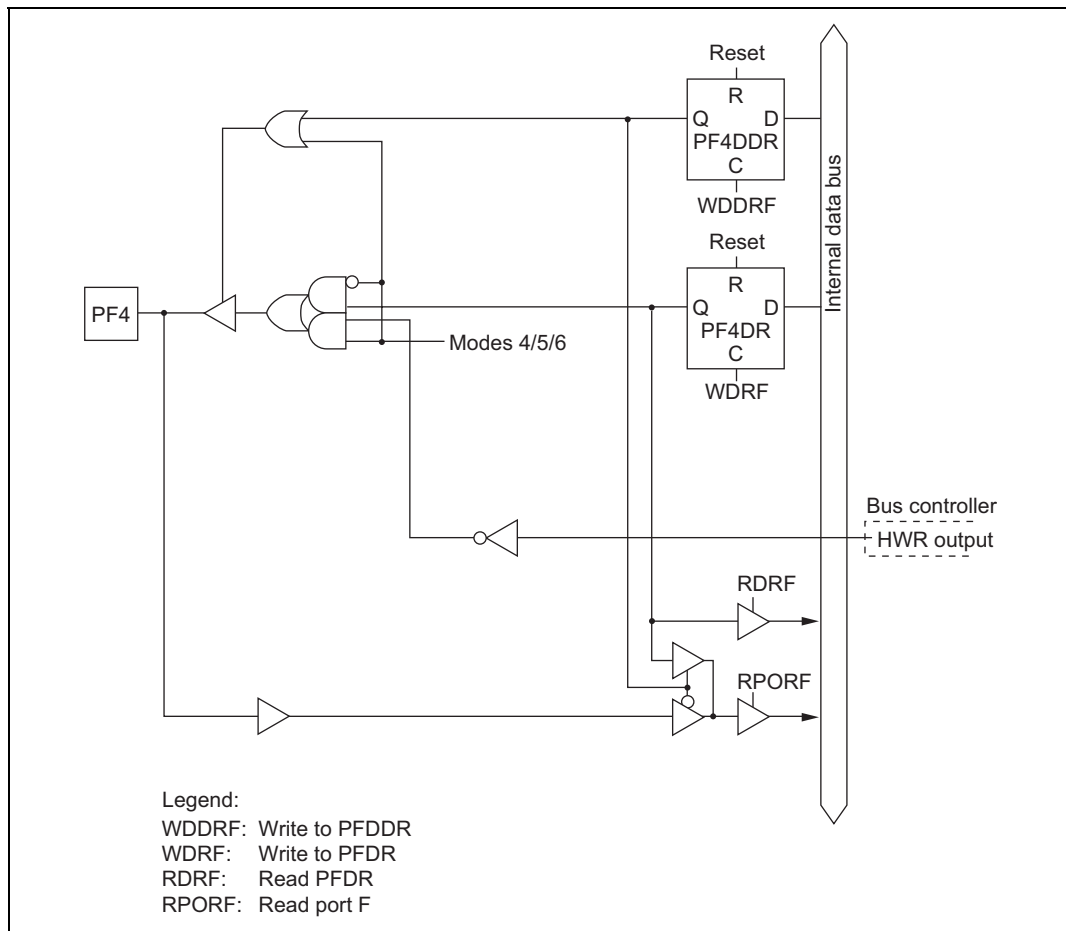 Reset
R
Q D
PF4DDR
C
WDDRF
Reset
R
Q D
PF4DR
C
WDRF
Internal data bus
PF4
Modes 4/5/6
Bus controller
HWR output
RDRF
RPORF
Legend:
WDDRF: Write to PFDDR
WDRF: Write to PFDR
RDRF: Read PFDR
RPORF: Read port F